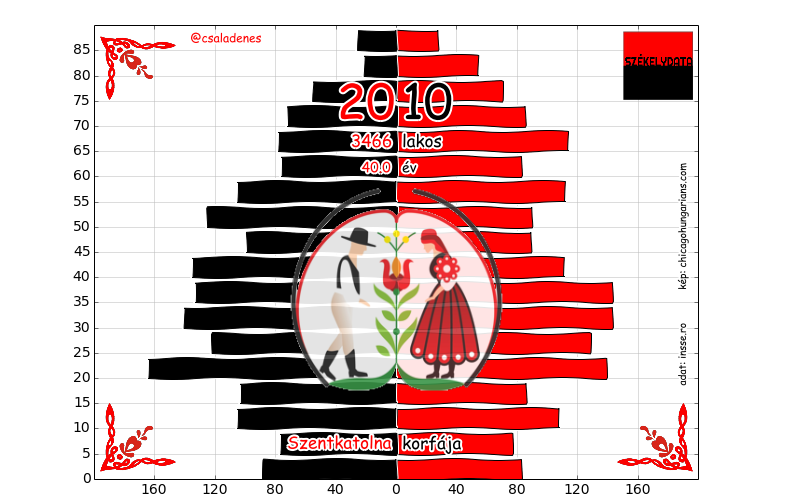 @csaladenes
SZÉKELYDATA
2010
3466 lakos
40.0 év
kép: chicagohungarians.com
adat: insse.ro
Szentkatolna korfája
85
80
75
70
65
60
55
50
45
40
35
30
25
20
15
10
5
0
160 120 80 40 0 40 80 120 160